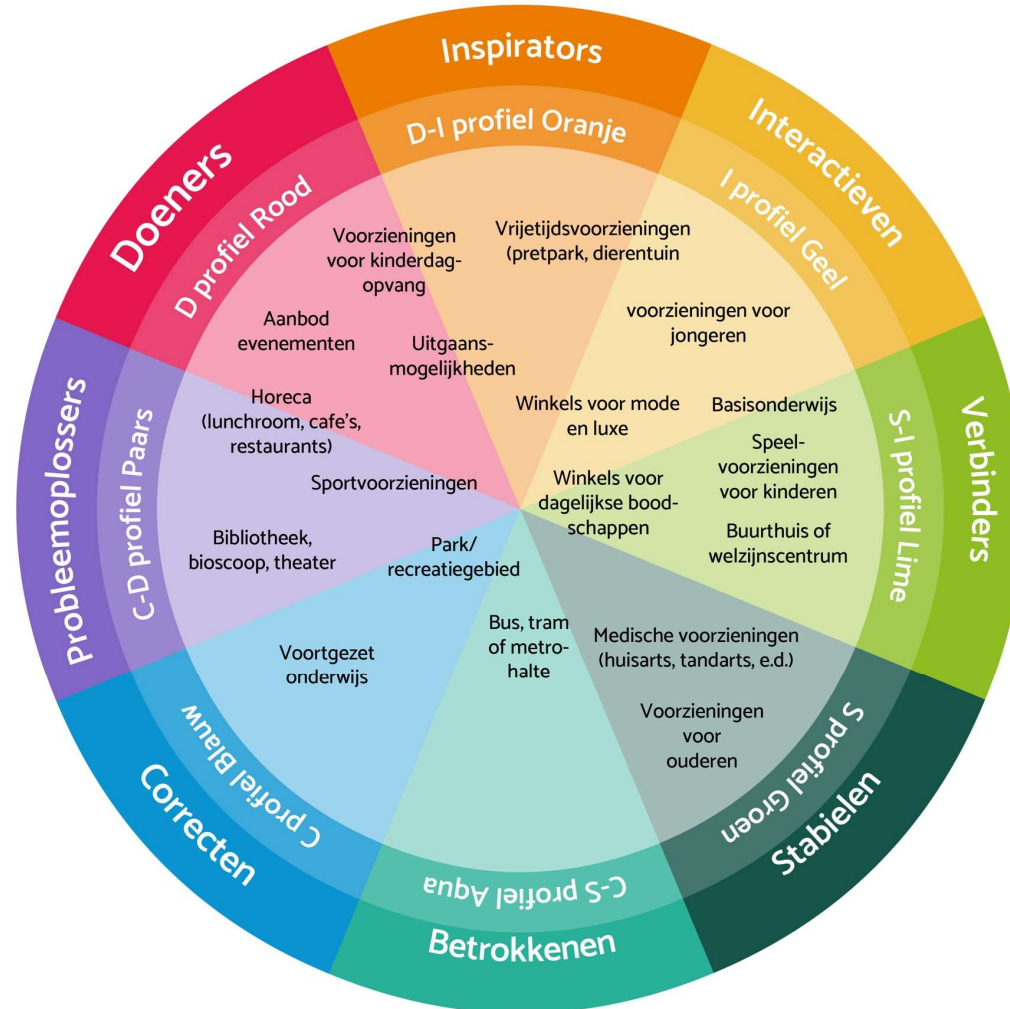 Inspirators
D-I profiel Oranje
Interactieven
I profiel Geel
Verbinders
S-I profiel Lime
Stabielen
S profiel Groen
Betrokkenen
C-S profiel Aqua
Correcten
C profiel Blauw
Probleemoplossers
C-D profiel Paars
Doeners
D profiel Rood
Voorzieningen
voor kinderdag-
opvang
Vrijetijdsvoorzieningen
(pretpark, dierentuin
Aanbod
evenementen
Uitgaans-
mogelijkheden
voorzieningen voor
jongeren
Horeca
(lunchroom, cafe's,
restaurants)
Winkels voor mode
en luxe
Basisonderwijs
Speel-
voorzieningen
voor kinderen
Sportvoorzieningen
Winkels voor
dagelijkse bood-
schappen
Buurthuis of
welzijnscentrum
Bibliotheek,
bioscoop, theater
Park/
recreatiegebied
Bus, tram
of metro-
halte
Medische voorzieningen
(huisarts, tandarts, e.d.)
Voortgezet
onderwijs
Voorzieningen
voor
ouderen